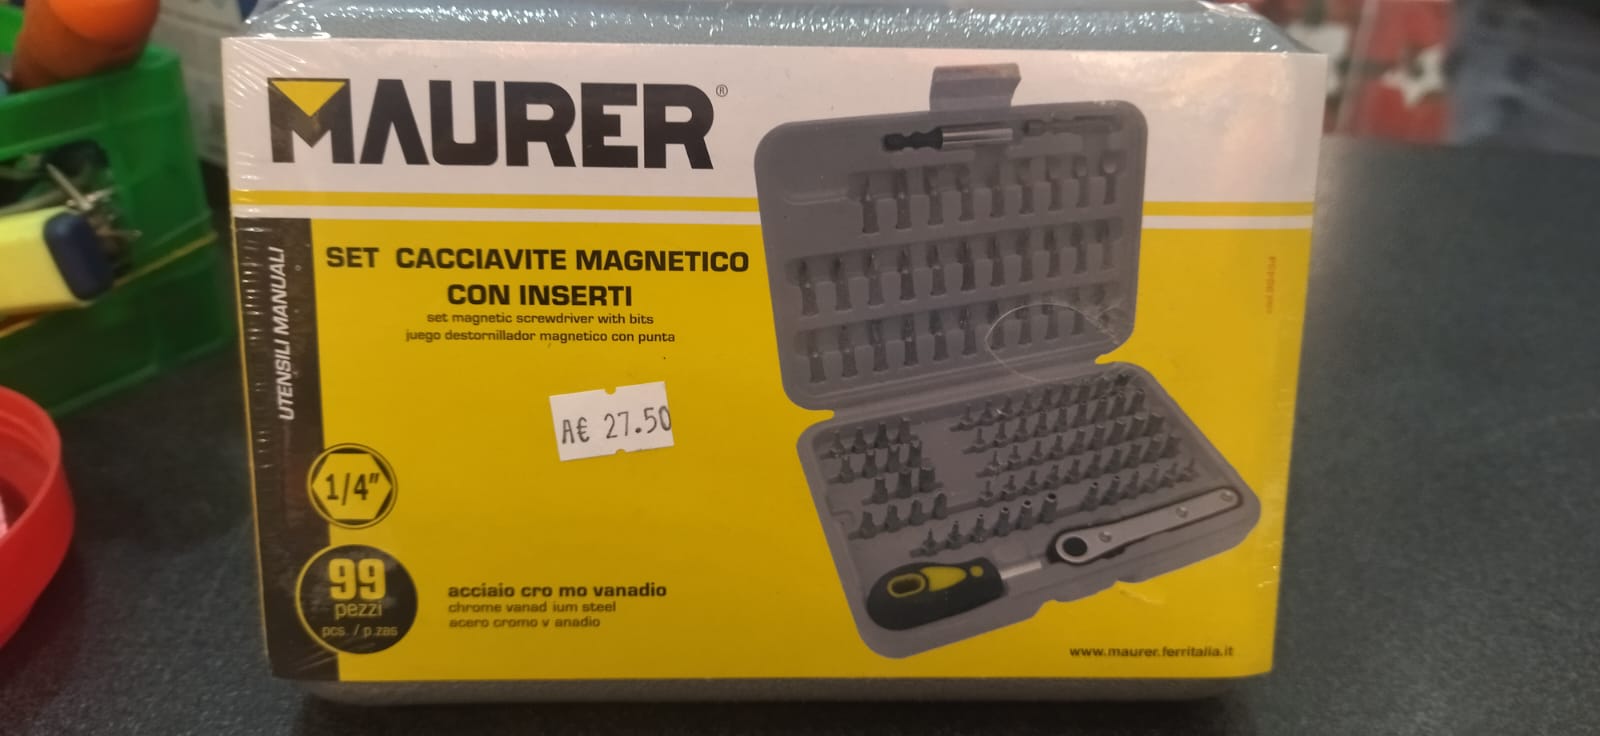 MAURER®
UTENSILI MANUALI
SET CACCIAVITE MAGNETICO
CON INSERTI
set magnetic screwdriver with bits
juego destornillador magnetico con punta
A€ 27.50
1/4"
99
pezzi
pcs. / p.zas
acciaio cro mo vanadio
chrome vanad ium steel
acero cromo v anadio
www.maurer.ferritalia.it